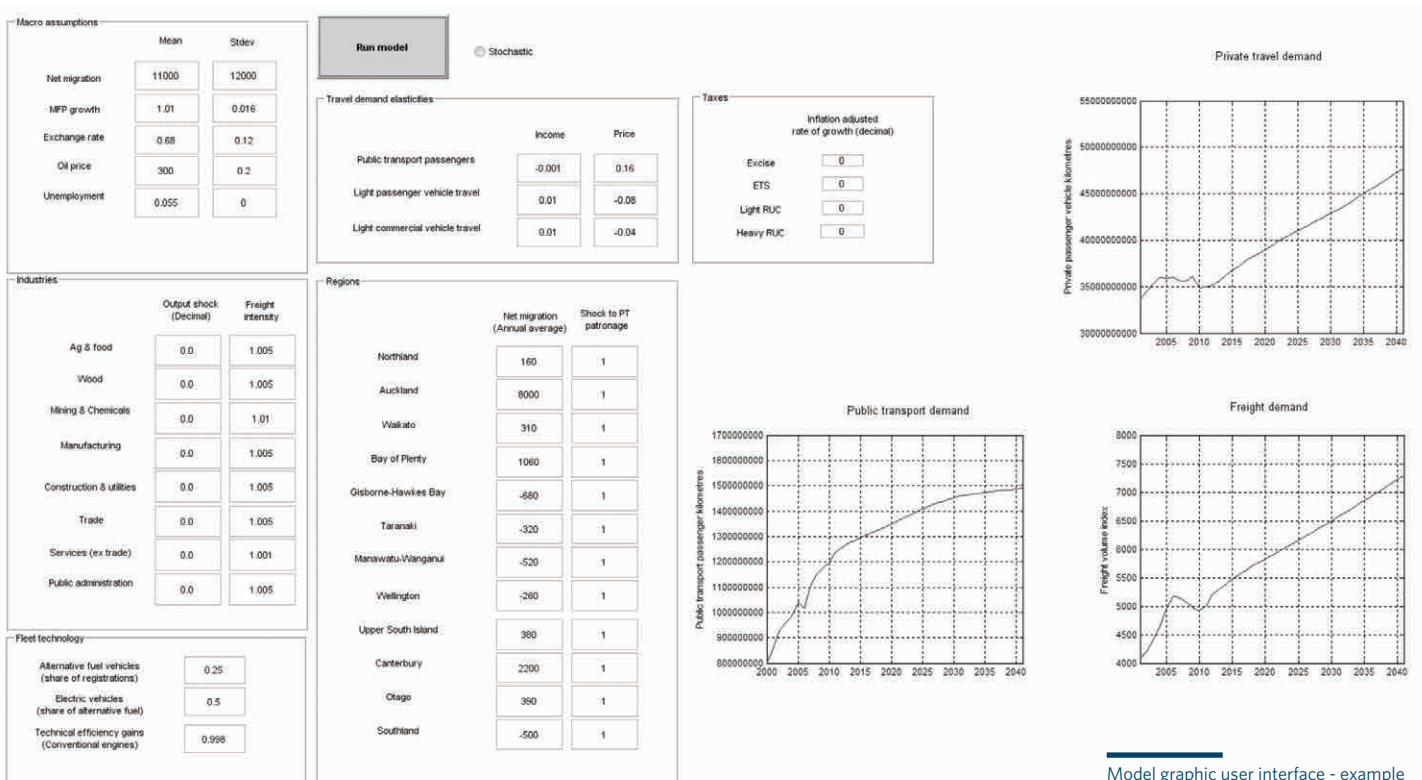 Macro assumptions
Mean Stdev
Net migration 11000 12000
MFP growth 1.01 0.016
Exchange rate 0.68 0.12
Oil price 300 0.2
Unemployment 0.055 0
Run model
Stochastic
Travel demand elasticities
Income Price
Public transport passengers -0.001 0.16
Light passenger vehicle travel 0.01 -0.08
Light commercial vehicle travel 0.01 -0.04
Taxes
Inflation adjusted
rate of growth (decimal)
Excise 0
ETS 0
Light RUC 0
Heavy RUC 0
Industries
Output shock Freight
(Decimal) intensity
Ag & food 0.0 1.005
Wood 0.0 1.005
Mining & Chemicals 0.0 1.01
Manufacturing 0.0 1.005
Construction & utilities 0.0 1.005
Trade 0.0 1.005
Services (ex trade) 0.0 1.001
Public administration 0.0 1.005
Fleet technology
Alternative fuel vehicles
(share of registrations) 0.25
Electric vehicles
(share of alternative fuel) 0.5
Technical efficiency gains
(Conventional engines) 0.998
Regions
Net migration Shock to PT
(Annual average) patronage
Northland 160 1
Auckland 8000 1
Waikato 310 1
Bay of Plenty 1060 1
Gisborne-Hawkes Bay -680 1
Taranaki -320 1
Manawatu-Wanganui -520 1
Wellington -260 1
Upper South Island 380 1
Canterbury 2200 1
Otago 390 1
Southland -500 1
Private travel demand
Private passenger vehicle kilometres
55000000000
50000000000
45000000000
40000000000
35000000000
30000000000
2005 2010 2015 2020 2025 2030 2035 2040
Public transport demand
Public transport passenger kilometres
1700000000
1600000000
1500000000
1400000000
1300000000
1200000000
1100000000
1000000000
900000000
800000000
2000 2005 2010 2015 2020 2025 2030 2035 2040
Freight demand
Freight volume index
8000
7500
7000
6500
6000
5500
5000
4500
4000
2005 2010 2015 2020 2025 2030 2035 2040
Model graphic user interface - example